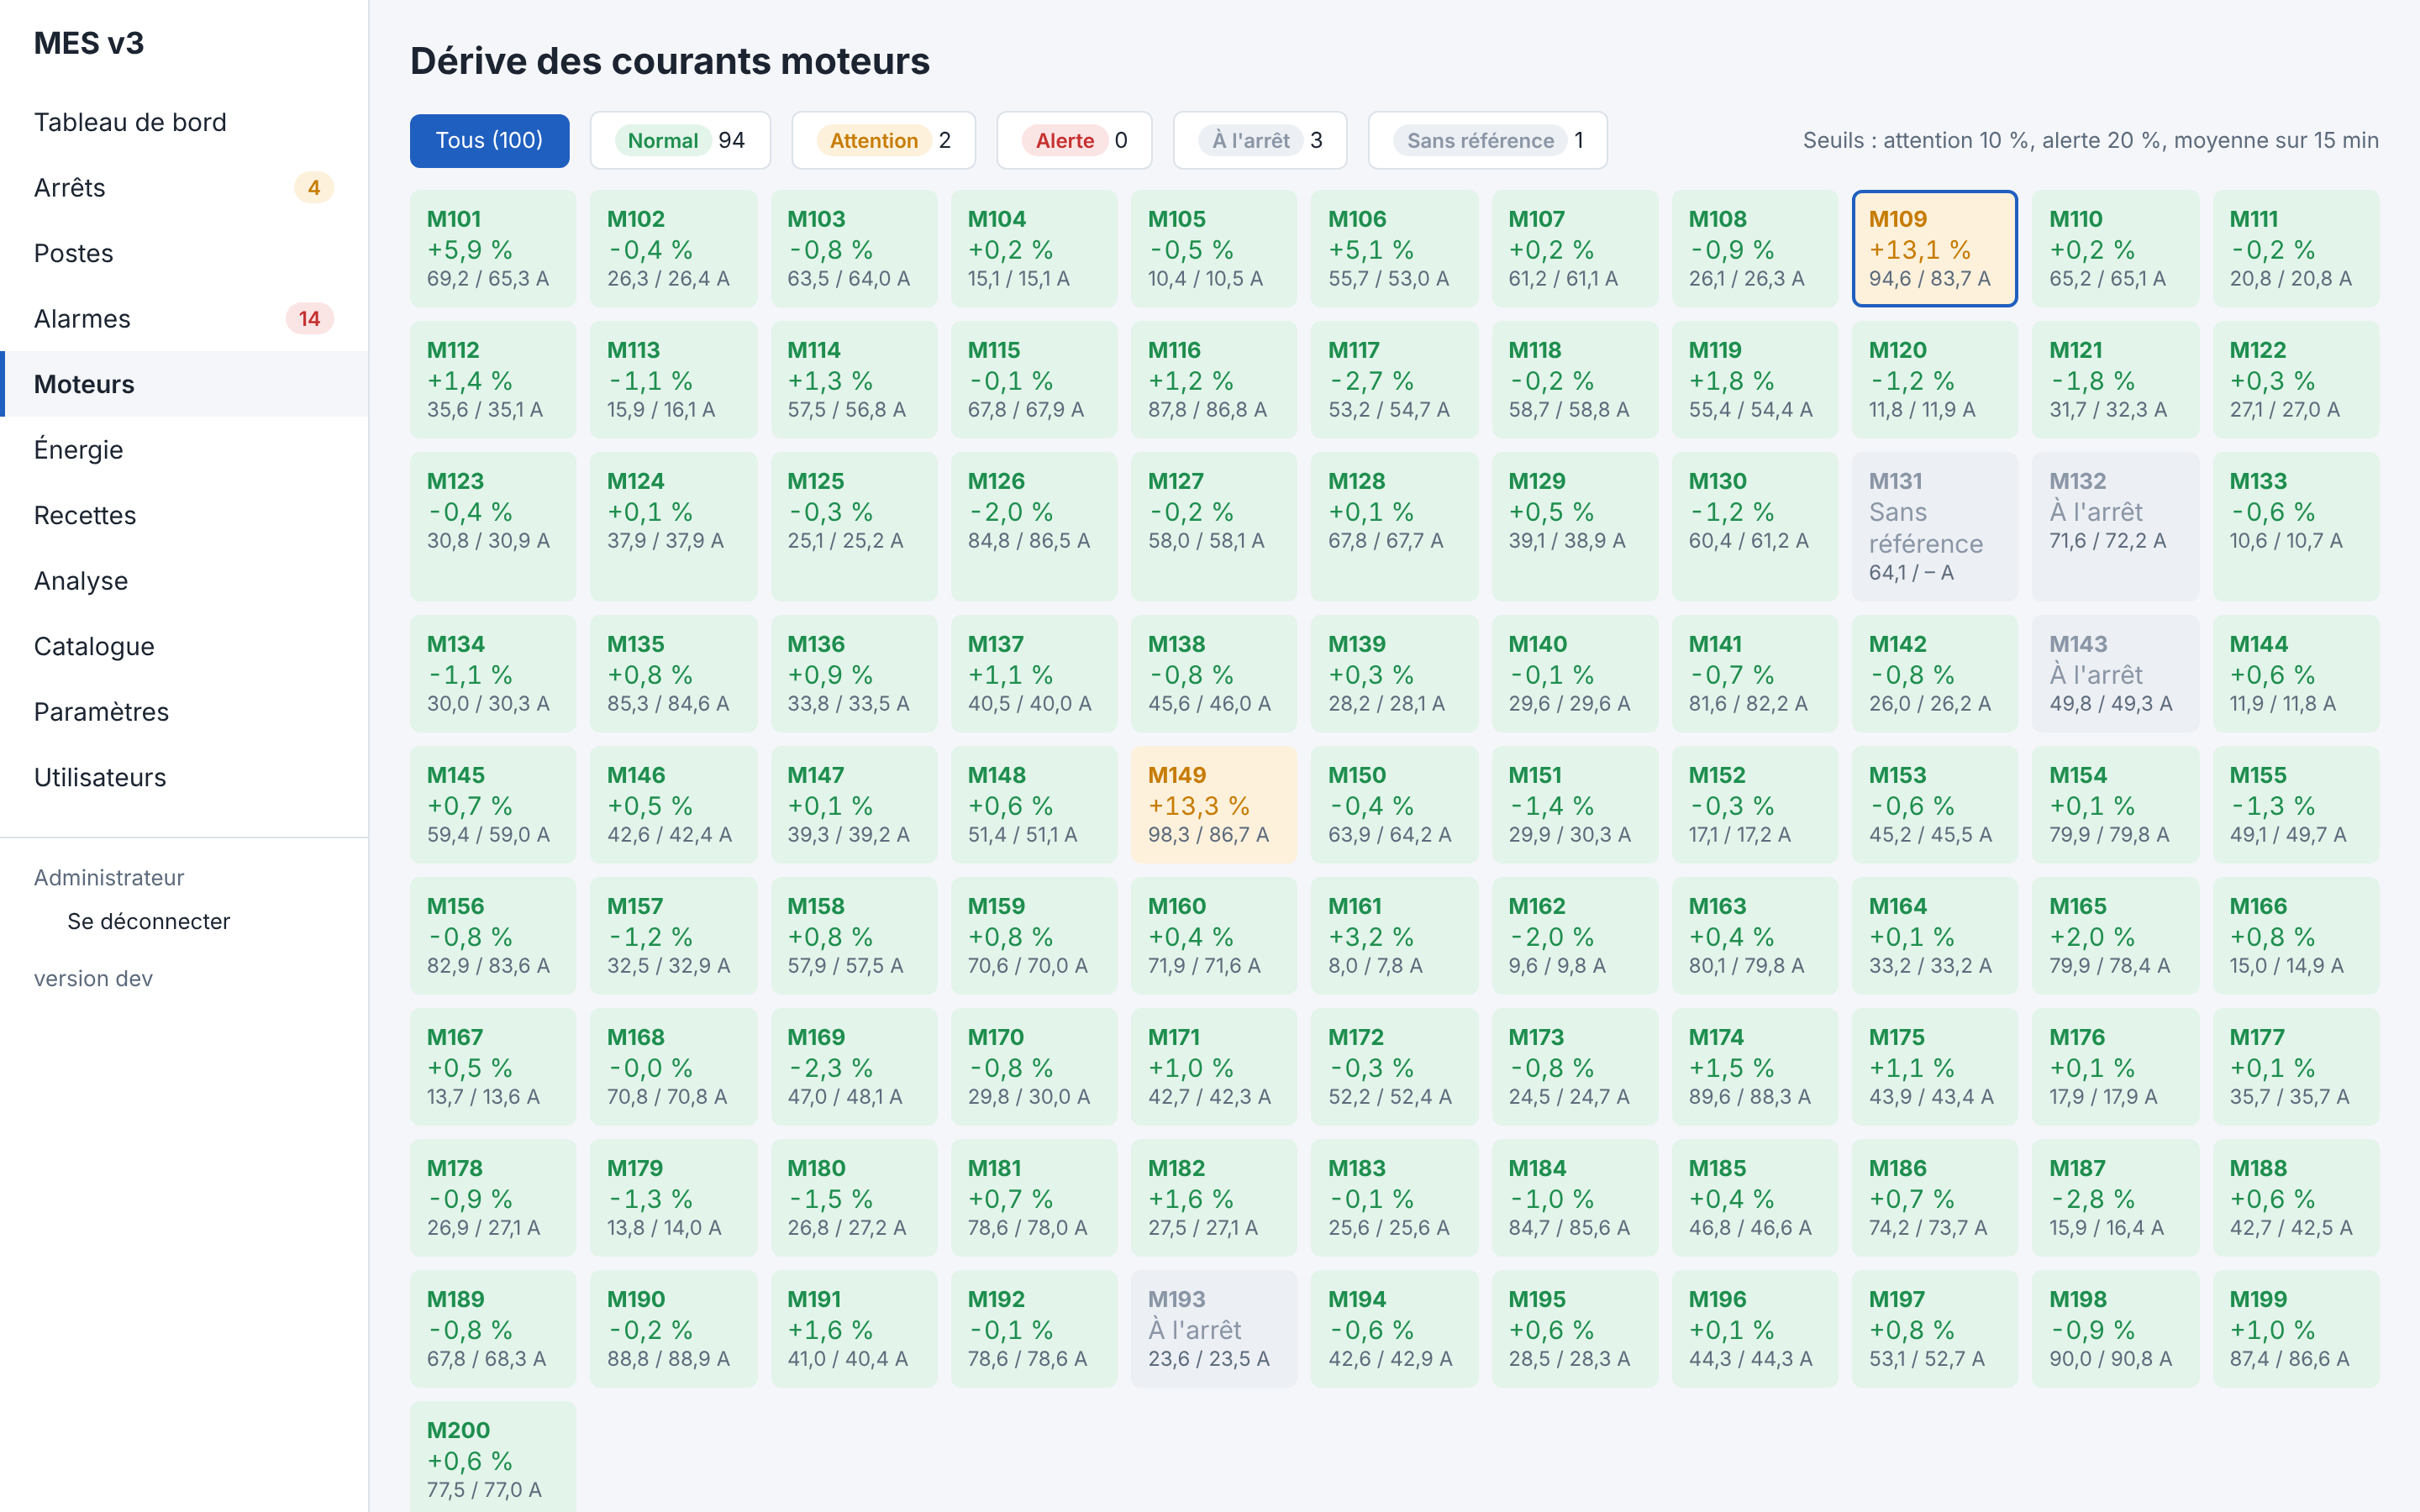 MES v3
Tableau de bord
Arrêts 4
Postes
Alarmes 14
Moteurs
Énergie
Recettes
Analyse
Catalogue
Paramètres
Utilisateurs
Administrateur
Se déconnecter
version dev
Dérive des courants moteurs
Tous (100) Normal 94 Attention 2 Alerte 0 À l'arrêt 3 Sans référence 1 Seuils : attention 10 %, alerte 20 %, moyenne sur 15 min
M101 M102 M103 M104 M105 M106 M107 M108 M109 M110 M111
+5,9 % -0,4 % -0,8 % +0,2 % -0,5 % +5,1 % +0,2 % -0,9 % +13,1 % +0,2 % -0,2 %
69,2 / 65,3 A 26,3 / 26,4 A 63,5 / 64,0 A 15,1 / 15,1 A 10,4 / 10,5 A 55,7 / 53,0 A 61,2 / 61,1 A 26,1 / 26,3 A 94,6 / 83,7 A 65,2 / 65,1 A 20,8 / 20,8 A
M112 M113 M114 M115 M116 M117 M118 M119 M120 M121 M122
+1,4 % -1,1 % +1,3 % -0,1 % +1,2 % -2,7 % -0,2 % +1,8 % -1,2 % -1,8 % +0,3 %
35,6 / 35,1 A 15,9 / 16,1 A 57,5 / 56,8 A 67,8 / 67,9 A 87,8 / 86,8 A 53,2 / 54,7 A 58,7 / 58,8 A 55,4 / 54,4 A 11,8 / 11,9 A 31,7 / 32,3 A 27,1 / 27,0 A
M123 M124 M125 M126 M127 M128 M129 M130 M131 M132 M133
-0,4 % +0,1 % -0,3 % -2,0 % -0,2 % +0,1 % +0,5 % -1,2 % Sans À l'arrêt -0,6 %
30,8 / 30,9 A 37,9 / 37,9 A 25,1 / 25,2 A 84,8 / 86,5 A 58,0 / 58,1 A 67,8 / 67,7 A 39,1 / 38,9 A 60,4 / 61,2 A référence 71,6 / 72,2 A 10,6 / 10,7 A
64,1 / – A
M134 M135 M136 M137 M138 M139 M140 M141 M142 M143 M144
-1,1 % +0,8 % +0,9 % +1,1 % -0,8 % +0,3 % -0,1 % -0,7 % -0,8 % À l'arrêt +0,6 %
30,0 / 30,3 A 85,3 / 84,6 A 33,8 / 33,5 A 40,5 / 40,0 A 45,6 / 46,0 A 28,2 / 28,1 A 29,6 / 29,6 A 81,6 / 82,2 A 26,0 / 26,2 A 49,8 / 49,3 A 11,9 / 11,8 A
M145 M146 M147 M148 M149 M150 M151 M152 M153 M154 M155
+0,7 % +0,5 % +0,1 % +0,6 % +13,3 % -0,4 % -1,4 % -0,3 % -0,6 % +0,1 % -1,3 %
59,4 / 59,0 A 42,6 / 42,4 A 39,3 / 39,2 A 51,4 / 51,1 A 98,3 / 86,7 A 63,9 / 64,2 A 29,9 / 30,3 A 17,1 / 17,2 A 45,2 / 45,5 A 79,9 / 79,8 A 49,1 / 49,7 A
M156 M157 M158 M159 M160 M161 M162 M163 M164 M165 M166
-0,8 % -1,2 % +0,8 % +0,8 % +0,4 % +3,2 % -2,0 % +0,4 % +0,1 % +2,0 % +0,8 %
82,9 / 83,6 A 32,5 / 32,9 A 57,9 / 57,5 A 70,6 / 70,0 A 71,9 / 71,6 A 8,0 / 7,8 A 9,6 / 9,8 A 80,1 / 79,8 A 33,2 / 33,2 A 79,9 / 78,4 A 15,0 / 14,9 A
M167 M168 M169 M170 M171 M172 M173 M174 M175 M176 M177
+0,5 % -0,0 % -2,3 % -0,8 % +1,0 % -0,3 % -0,8 % +1,5 % +1,1 % +0,1 % +0,1 %
13,7 / 13,6 A 70,8 / 70,8 A 47,0 / 48,1 A 29,8 / 30,0 A 42,7 / 42,3 A 52,2 / 52,4 A 24,5 / 24,7 A 89,6 / 88,3 A 43,9 / 43,4 A 17,9 / 17,9 A 35,7 / 35,7 A
M178 M179 M180 M181 M182 M183 M184 M185 M186 M187 M188
-0,9 % -1,3 % -1,5 % +0,7 % +1,6 % -0,1 % -1,0 % +0,4 % +0,7 % -2,8 % +0,6 %
26,9 / 27,1 A 13,8 / 14,0 A 26,8 / 27,2 A 78,6 / 78,0 A 27,5 / 27,1 A 25,6 / 25,6 A 84,7 / 85,6 A 46,8 / 46,6 A 74,2 / 73,7 A 15,9 / 16,4 A 42,7 / 42,5 A
M189 M190 M191 M192 M193 M194 M195 M196 M197 M198 M199
-0,8 % -0,2 % +1,6 % -0,1 % À l'arrêt -0,6 % +0,6 % +0,1 % +0,8 % -0,9 % +1,0 %
67,8 / 68,3 A 88,8 / 88,9 A 41,0 / 40,4 A 78,6 / 78,6 A 23,6 / 23,5 A 42,6 / 42,9 A 28,5 / 28,3 A 44,3 / 44,3 A 53,1 / 52,7 A 90,0 / 90,8 A 87,4 / 86,6 A
M200
+0,6 %
77,5 / 77,0 A